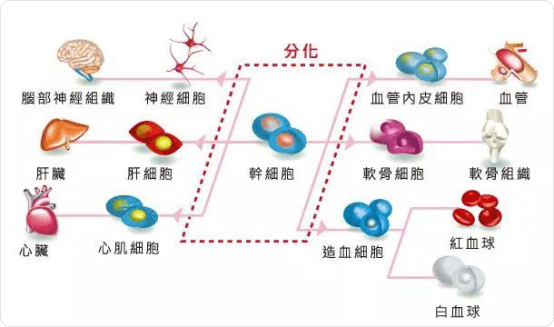 分化
腦部神經組織
神經細胞
血管內皮細胞
血管
肝臟
肝細胞
幹細胞
軟骨細胞
軟骨組織
心臟
心肌細胞
造血細胞
紅血球
白血球